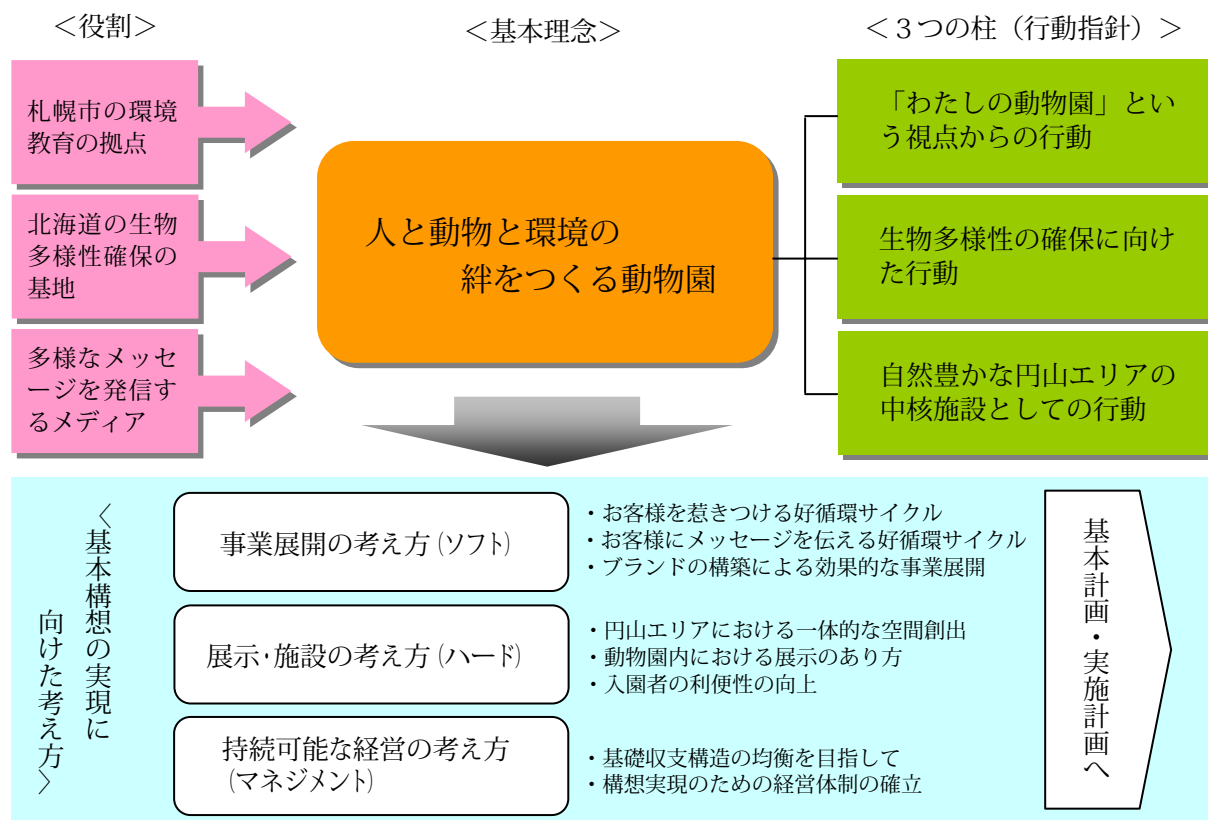 ＜役割＞
＜基本理念＞
＜３つの柱（行動指針）＞
札幌市の環境
教育の拠点
北海道の生物
多様性確保の
基地
多様なメッセ
ージを発信す
るメディア
人と動物と環境の
絆をつくる動物園
「わたしの動物園」とい
う視点からの行動
生物多様性の確保に向け
た行動
自然豊かな円山エリアの
中核施設としての行動
＜基本構想の実現に
向けた考え方＞
事業展開の考え方(ソフト)
・お客様を惹きつける好循環サイクル
・お客様にメッセージを伝える好循環サイクル
・ブランドの構築による効果的な事業展開
展示・施設の考え方(ハード)
・円山エリアにおける一体的な空間創出
・動物園内における展示のあり方
・入園者の利便性の向上
持続可能な経営の考え方
(マネジメント)
・基礎収支構造の均衡を目指して
・構想実現のための経営体制の確立
基本計画・実施計画へ